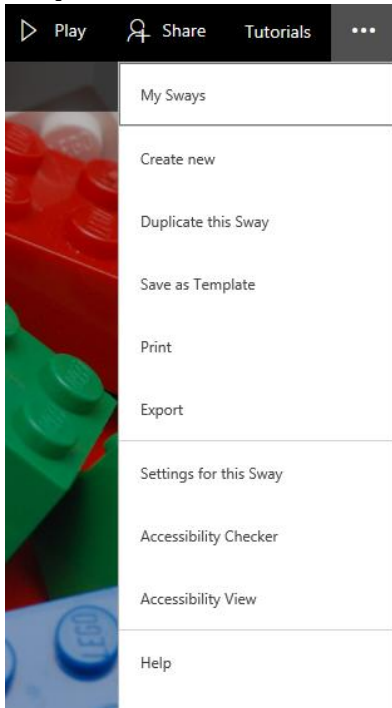 Play Share Tutorials
My Sways
Create new
Duplicate this Sway
Save as Template
Print
Export
Settings for this Sway
Accessibility Checker
Accessibility View
Help
LEGO